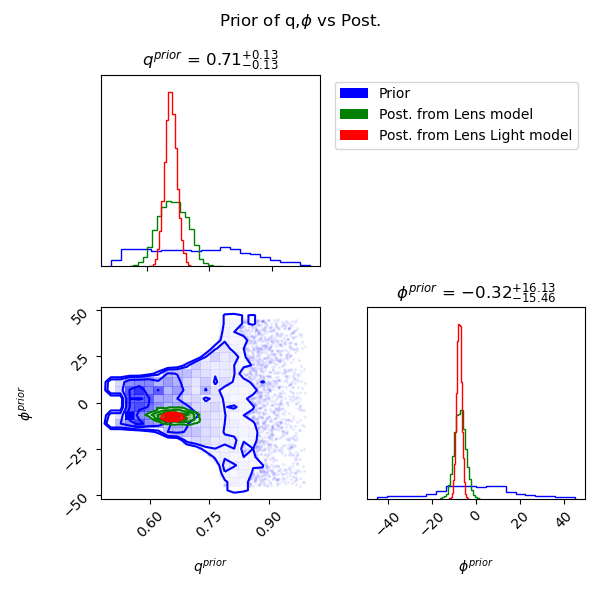 Prior of q,ϕ vs Post.
q^{prior} = 0.71^{+0.13}_{−0.13}
Prior
Post. from Lens model
Post. from Lens Light model
ϕ^{prior} = −0.32^{+16.13}_{−15.46}
50
25
0
−25
−50
ϕ^{prior}
0.60 0.75 0.90
q^{prior}
−40 −20 0 20 40
ϕ^{prior}